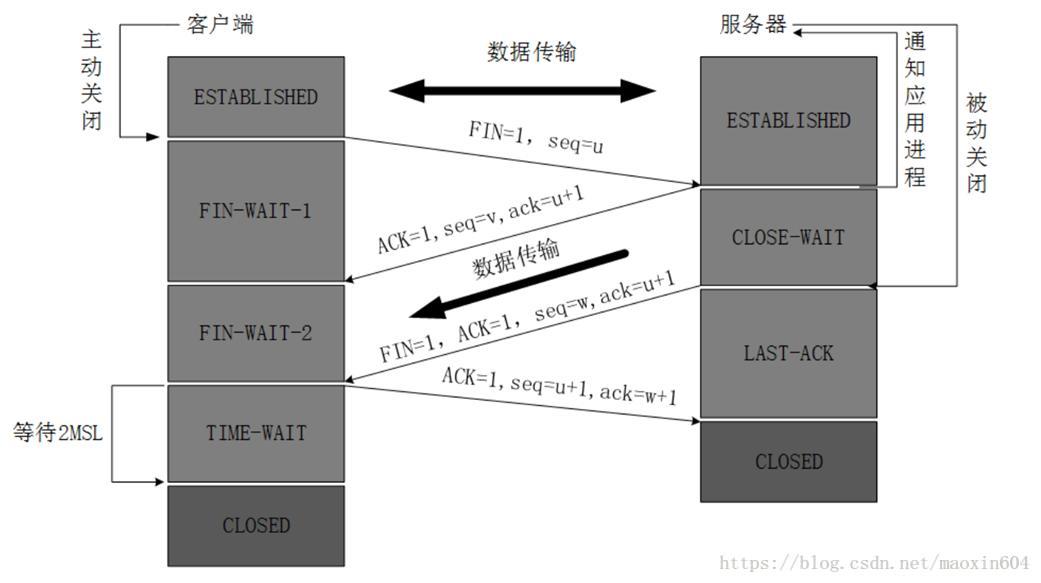 客户端
服务器
主动关闭
数据传输
通知应用进程
被动关闭
ESTABLISHED
ESTABLISHED
FIN=1, seq=u
FIN-WAIT-1
ACK=1,seq=v,ack=u+1
CLOSE-WAIT
数据传输
FIN=1, ACK=1, seq=w,ack=u+1
FIN-WAIT-2
LAST-ACK
ACK=1,seq=u+1,ack=w+1
等待2MSL
TIME-WAIT
CLOSED
CLOSED
https://blog.csdn.net/maoxin604